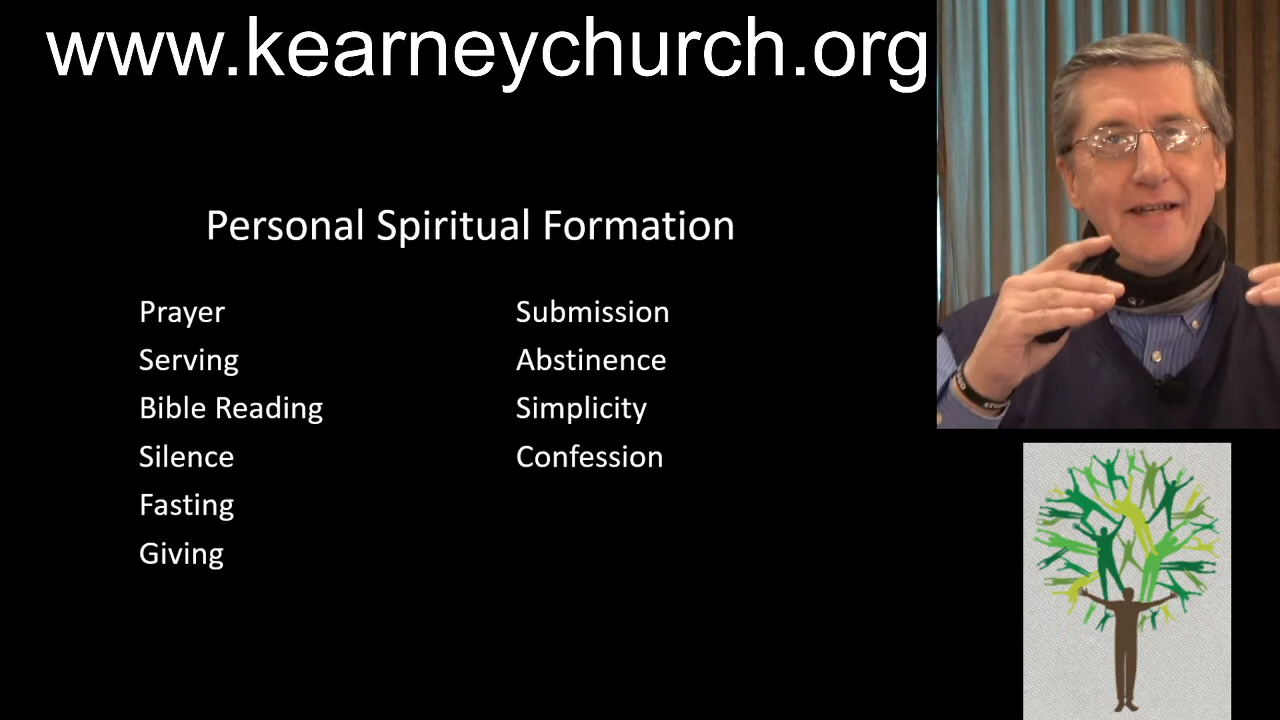 www.kearneychurch.org
Personal Spiritual Formation
Prayer
Serving
Bible Reading
Silence
Fasting
Giving
Submission
Abstinence
Simplicity
Confession